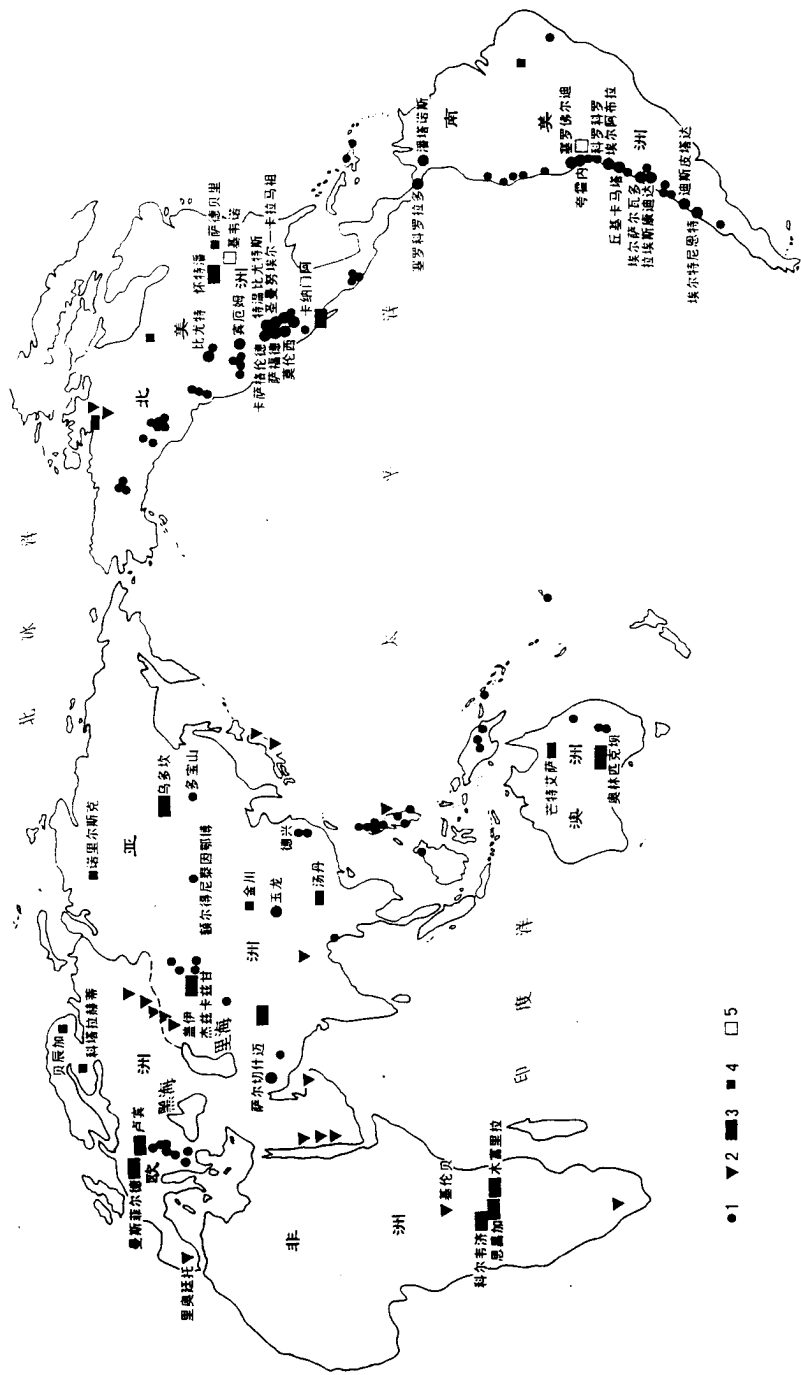 北 冰 洋
太 平 洋
印 度 洋
亚 洲
欧 洲
非 洲
澳 洲
北 美 洲
南 美 洲
黑海
里海
贝辰加
科塔拉赫蒂
诺里尔斯克
曼斯菲尔德
卢宾
里奥廷托
盖伊
杰兹卡兹甘
萨尔切什迈
额尔得尼泰因鄂博
乌多坎
多宝山
金川
玉龙
汤丹
德兴
基伦贝
科尔韦济
恩昌加
木富里拉
芒特艾萨
奥林匹克坝
萨德贝里
怀特潘
基韦诺
比尤特
宾厄姆
特温比尤特斯
圣曼努埃尔—卡拉马祖
卡萨格伦德
萨福德
莫伦西
卡纳门阿
塞罗科罗拉多
潘塔诺斯
塞罗佛尔迪
夸霍内
科罗科罗
埃尔阿布拉
丘基卡马塔
埃尔萨尔瓦多
拉埃斯康迪达
迪斯皮塔达
埃尔特尼恩特
1 2 3 4 5